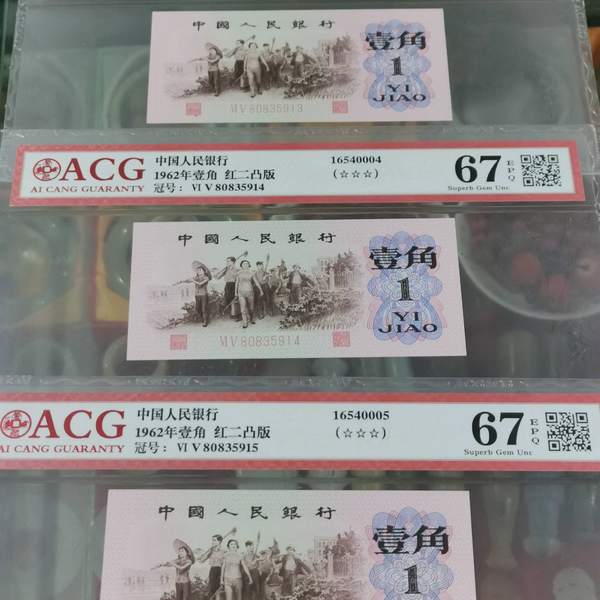 中國人民銀行
壹角
1
YI
JIAO
VI V 80835913
ACG
AI CANG GUARANTY
中国人民银行
1962年壹角 红二凸版
冠号: VI V 80835914
16540004
(☆☆☆)
67
EPQ
Superb Gem Unc
中國人民銀行
壹角
1
YI
JIAO
VI V 80835914
ACG
AI CANG GUARANTY
中国人民银行
1962年壹角 红二凸版
冠号: VI V 80835915
16540005
(☆☆☆)
67
EPQ
Superb Gem Unc
中國人民銀行
壹角
1